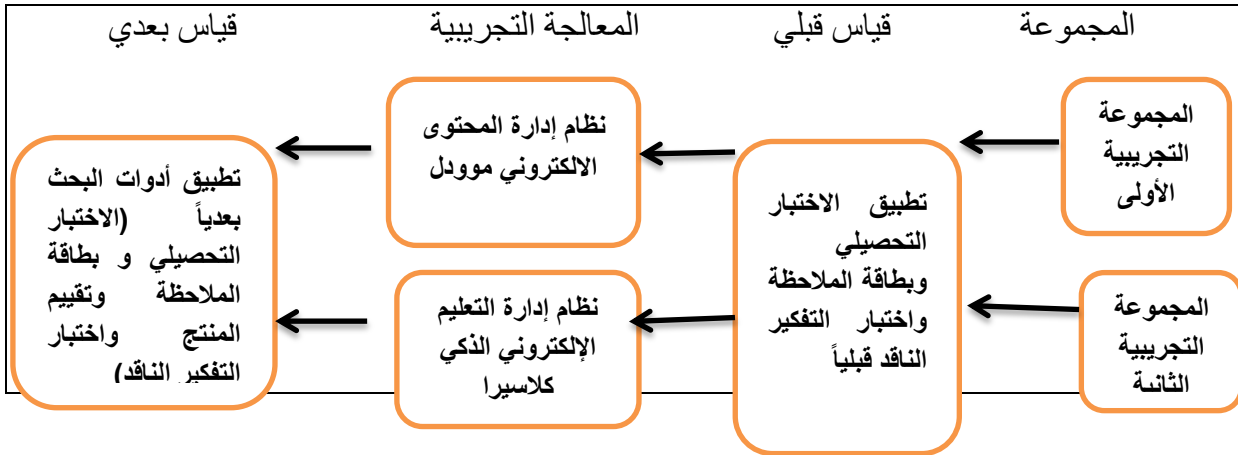 المجموعة
قياس قبلي
المعالجة التجريبية
قياس بعدي
المجموعة
التجريبية
الأولى
المجموعة
التجريبية
الثانية
تطبيق الاختبار
التحصيلي
وبطاقة الملاحظة
واختبار التفكير
الناقد قبلياً
نظام إدارة المحتوى
الالكتروني موودل
نظام إدارة التعليم
الإلكتروني الذكي
كلاسيرا
تطبيق أدوات البحث
بعدياً (الاختبار
التحصيلي و بطاقة
الملاحظة وتقييم
المنتج واختبار
التفكير الناقد)